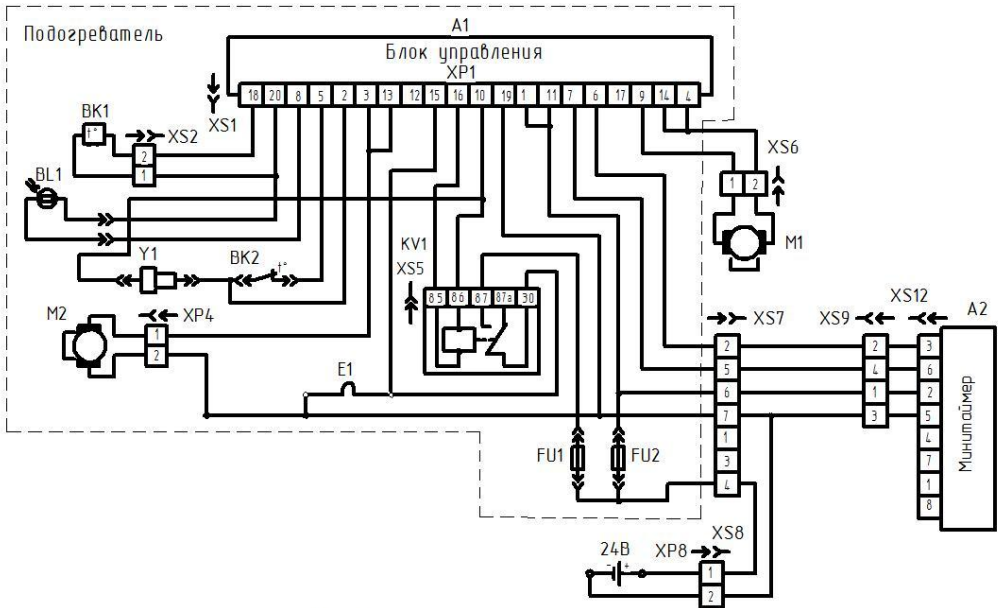 Подогреватель
A1
Блок управления
XP1
18 20 8 5 2 3 13 12 15 16 10 19 1 11 7 6 17 9 14 4
XS1
BK1
t°
XS2
2
1
BL1
XS6
1 2
M1
Y1
BK2
t°
KV1
XS5
85 86 87 87a 30
M2
XP4
1
2
E1
XS7
2
5
6
7
1
3
4
XS9
2
4
1
3
XS12
3
6
2
5
4
7
1
8
A2
Минитаймер
FU1
FU2
24В
- +
XP8
XS8
1
2